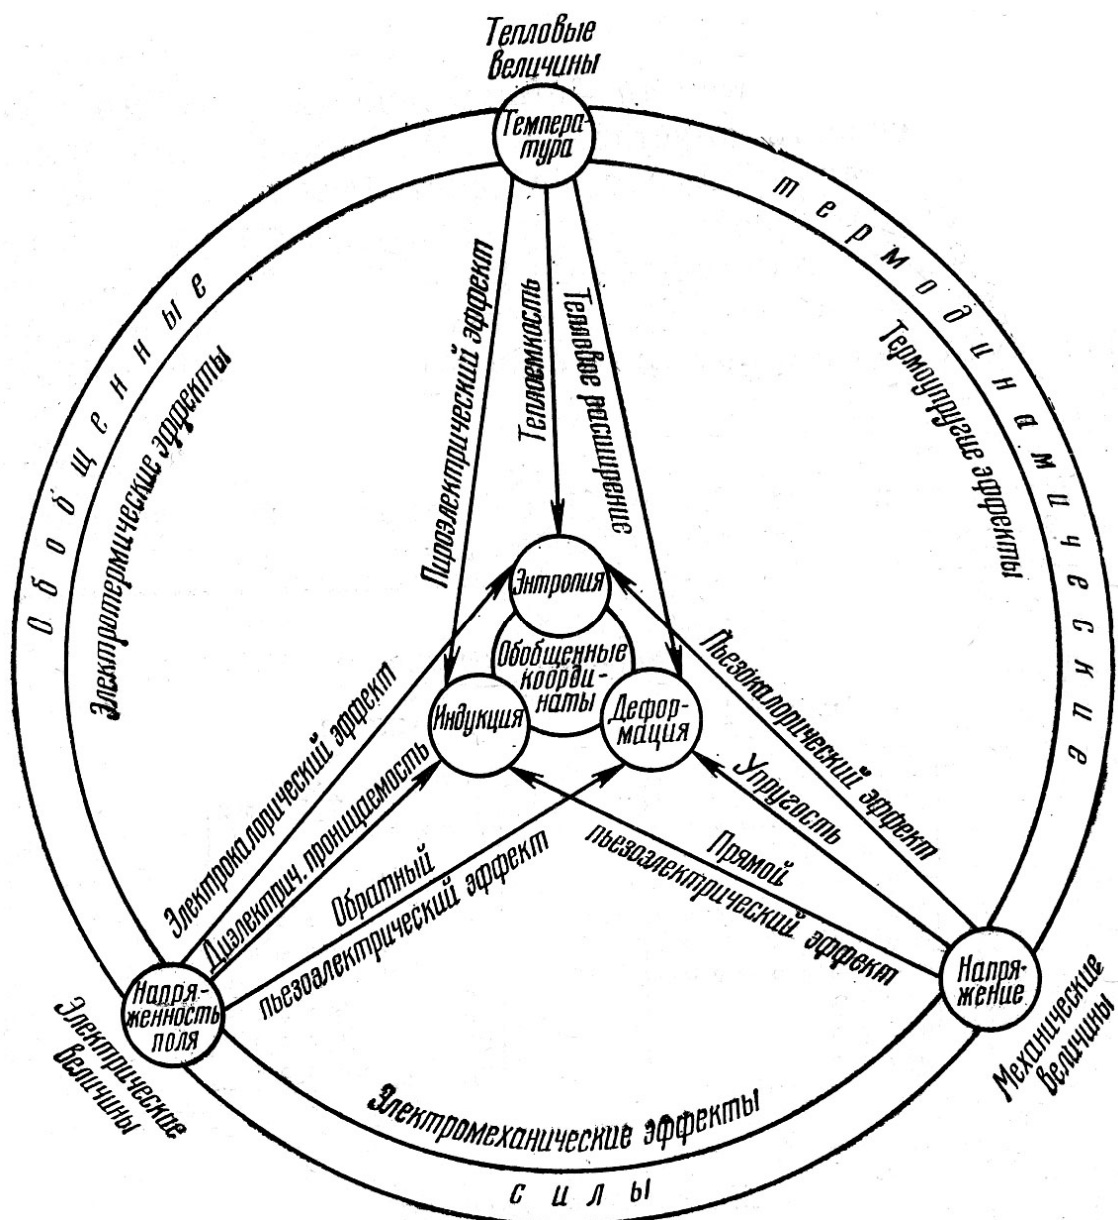 Тепловые
величины
Темпера-
тура
Обобщенные
термодинамические
силы
Электротермические эффекты
Термоупругие эффекты
Пироэлектрический эффект
Теплоемкость
Тепловое расширение
Энтропия
Обобщенные
коорди-
наты
Индукция
Дефор-
мация
Электрокалорический эффект
Диэлектрич. проницаемость
Обратный
пьезоэлектрический эффект
Пьезокалорический эффект
Упругость
Прямой
пьезоэлектрический эффект
Напря-
женность
поля
Электрические
величины
Напря-
жение
Механические
величины
Электромеханические эффекты